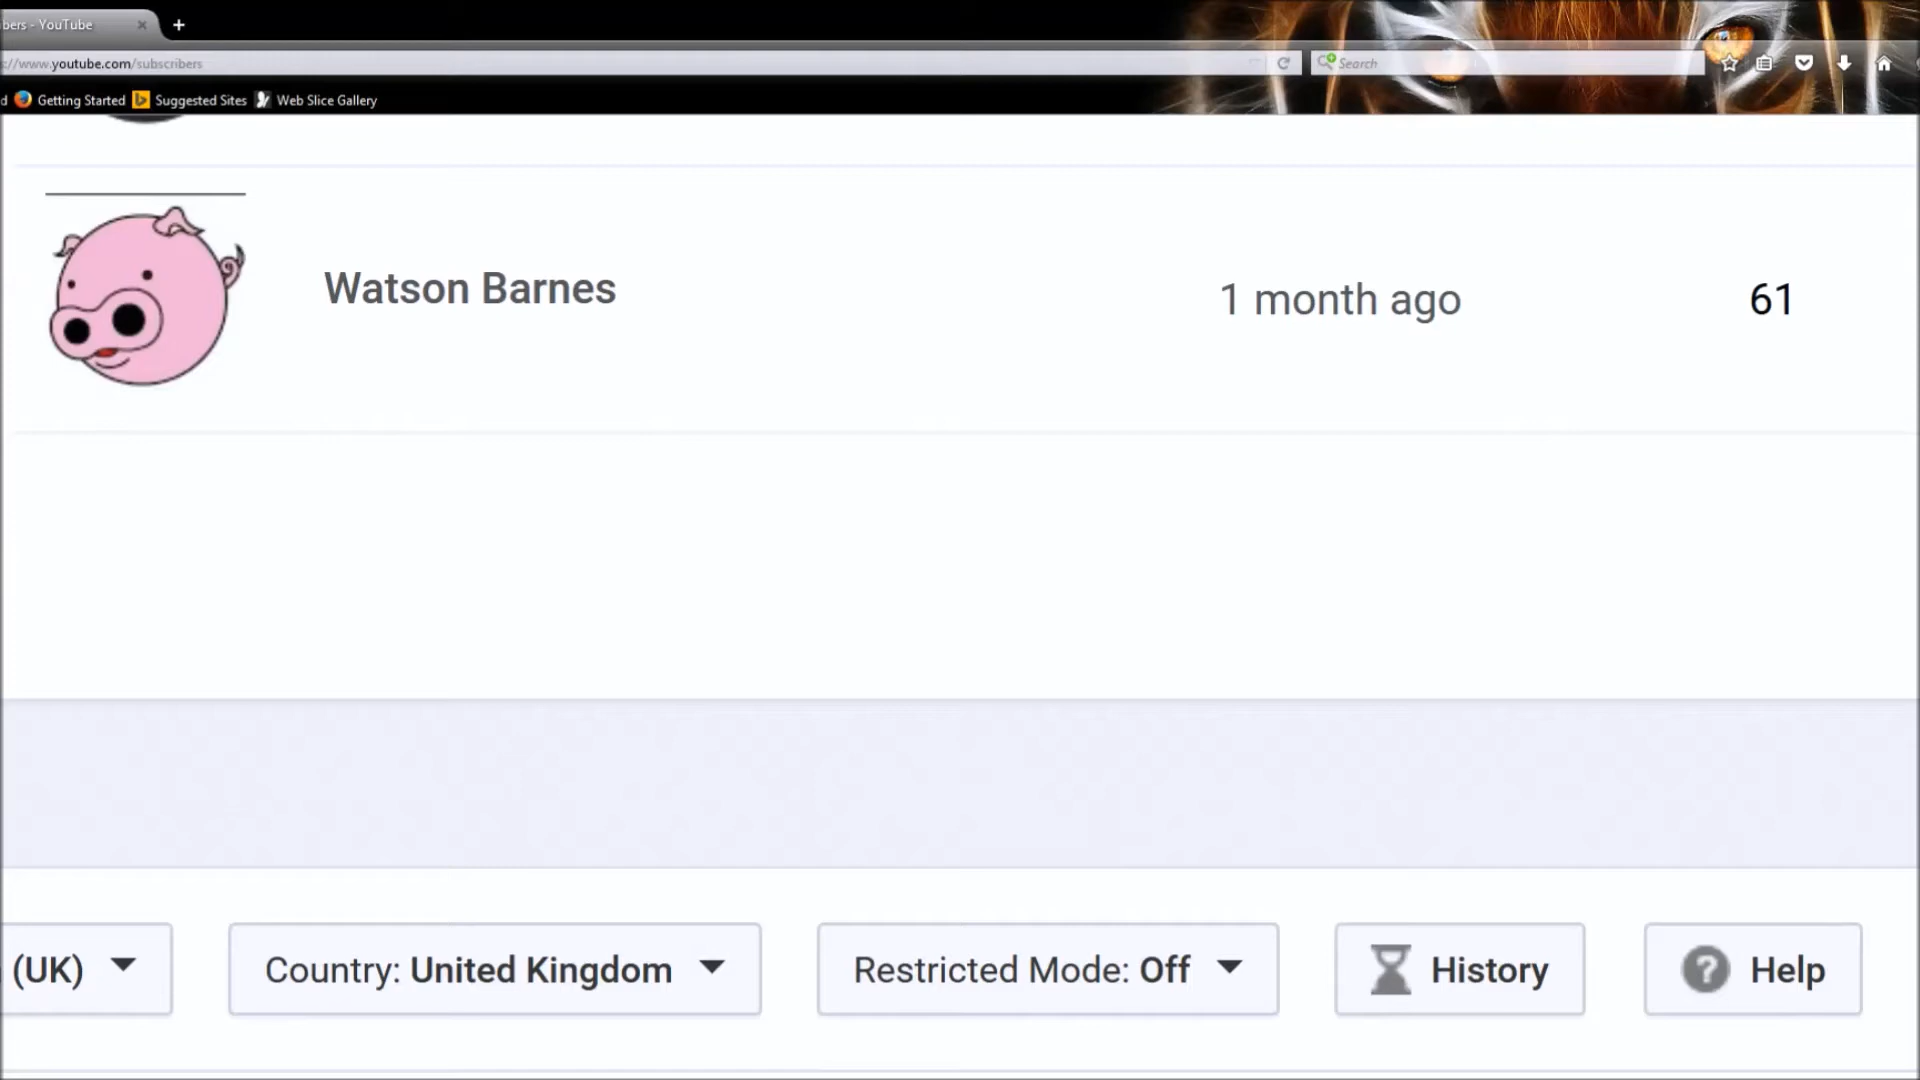 bers - YouTube
://www.youtube.com/subscribers
Search
d Getting Started Suggested Sites Web Slice Gallery
Watson Barnes 1 month ago 61
(UK) Country: United Kingdom Restricted Mode: Off History Help